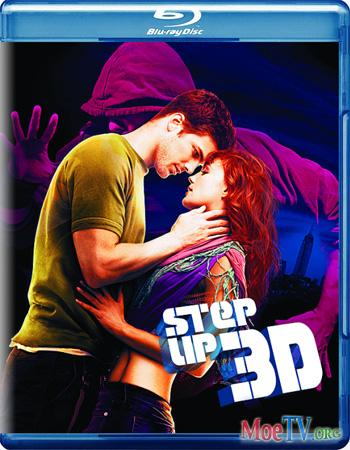 Blu-ray Disc
STEP
UP 3D
MoeTV.ORG